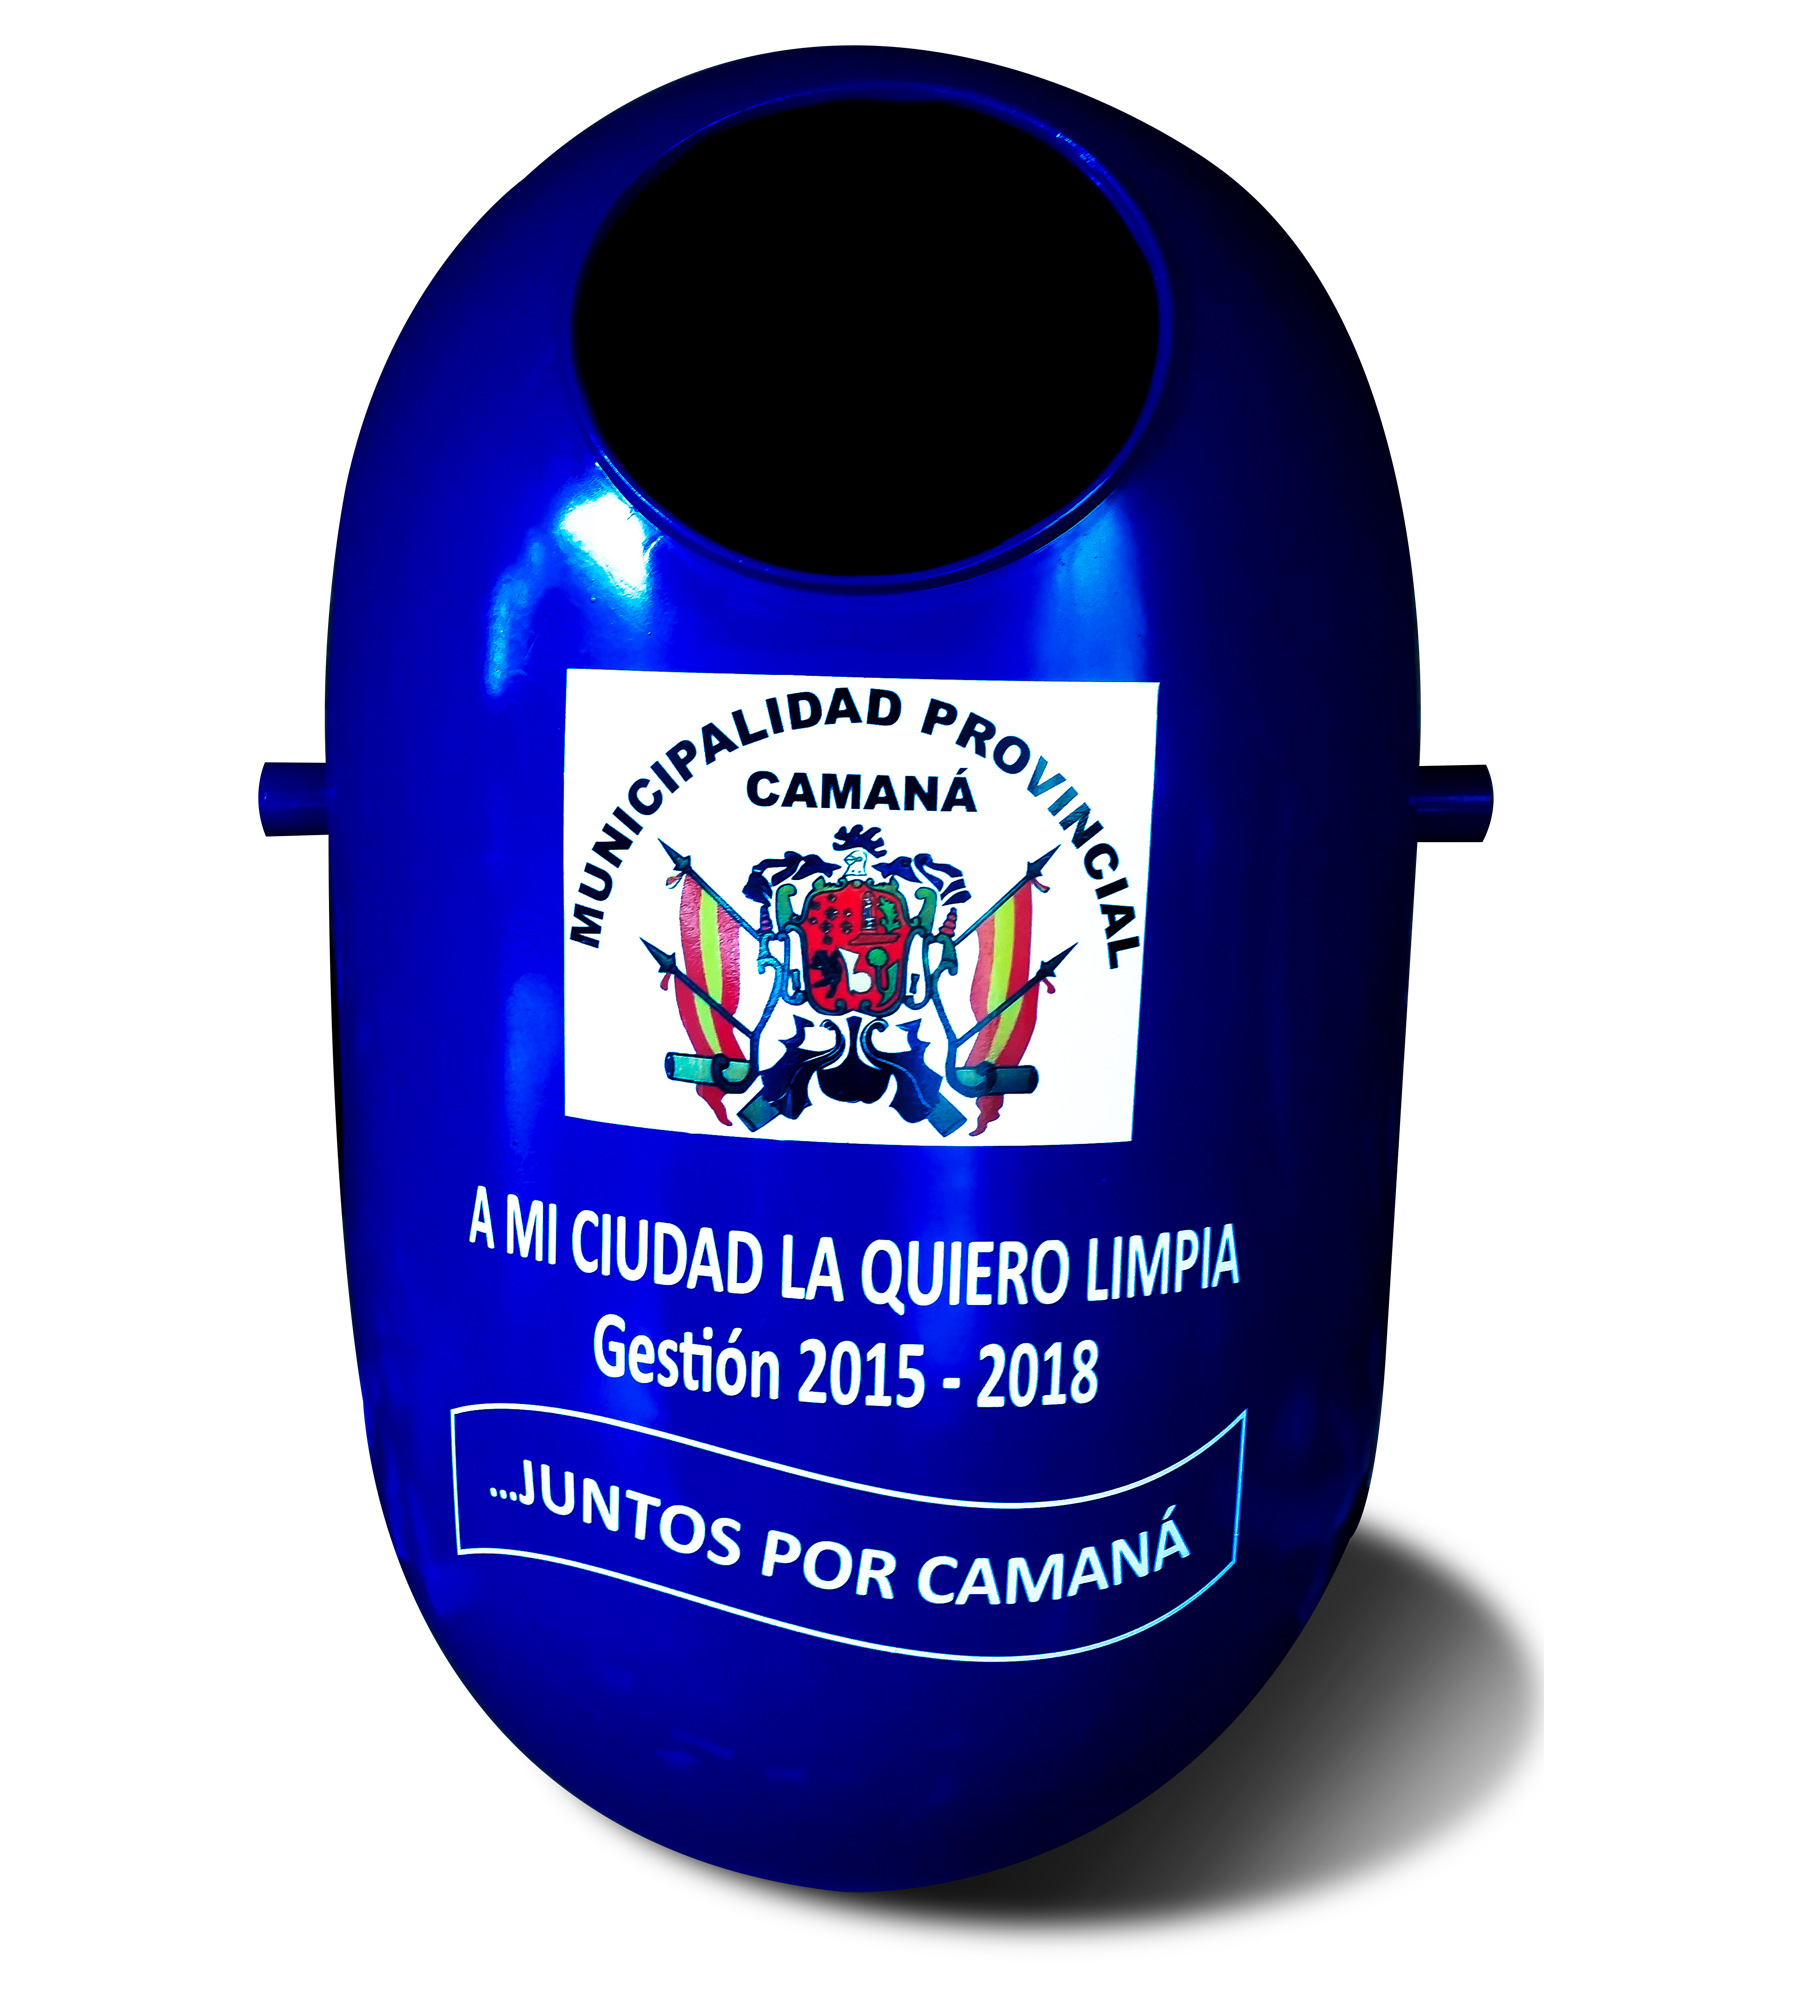 MUNICIPALIDAD PROVINCIAL
CAMANÁ
A MI CIUDAD LA QUIERO LIMPIA
Gestión 2015 - 2018
...JUNTOS POR CAMANÁ